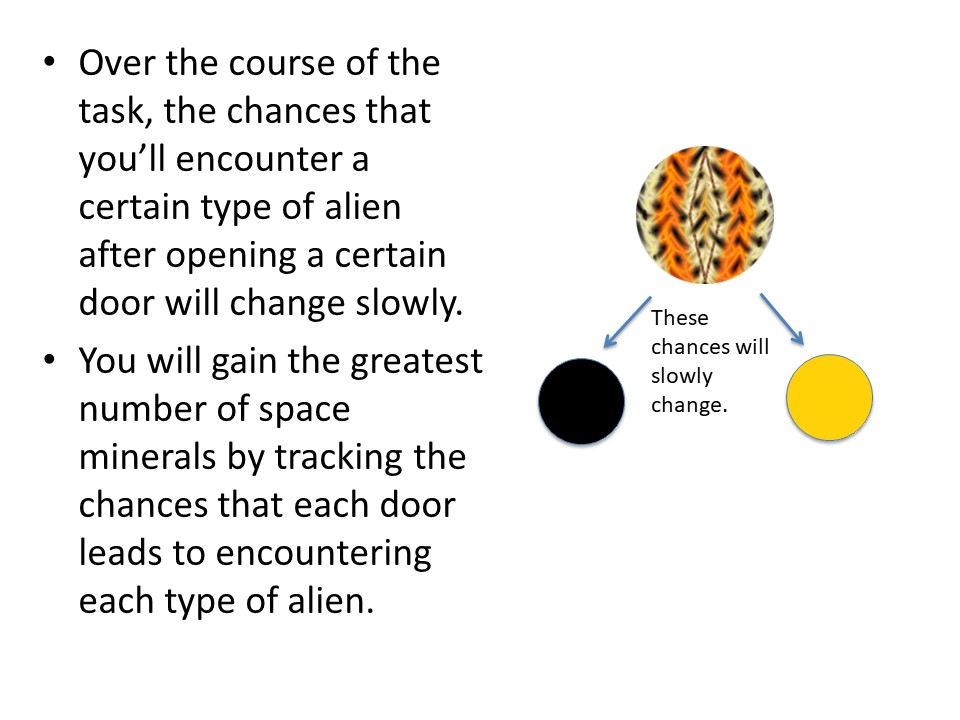 • Over the course of the
task, the chances that
you’ll encounter a
certain type of alien
after opening a certain
door will change slowly.
• You will gain the greatest
number of space
minerals by tracking the
chances that each door
leads to encountering
each type of alien.
These
chances will
slowly
change.